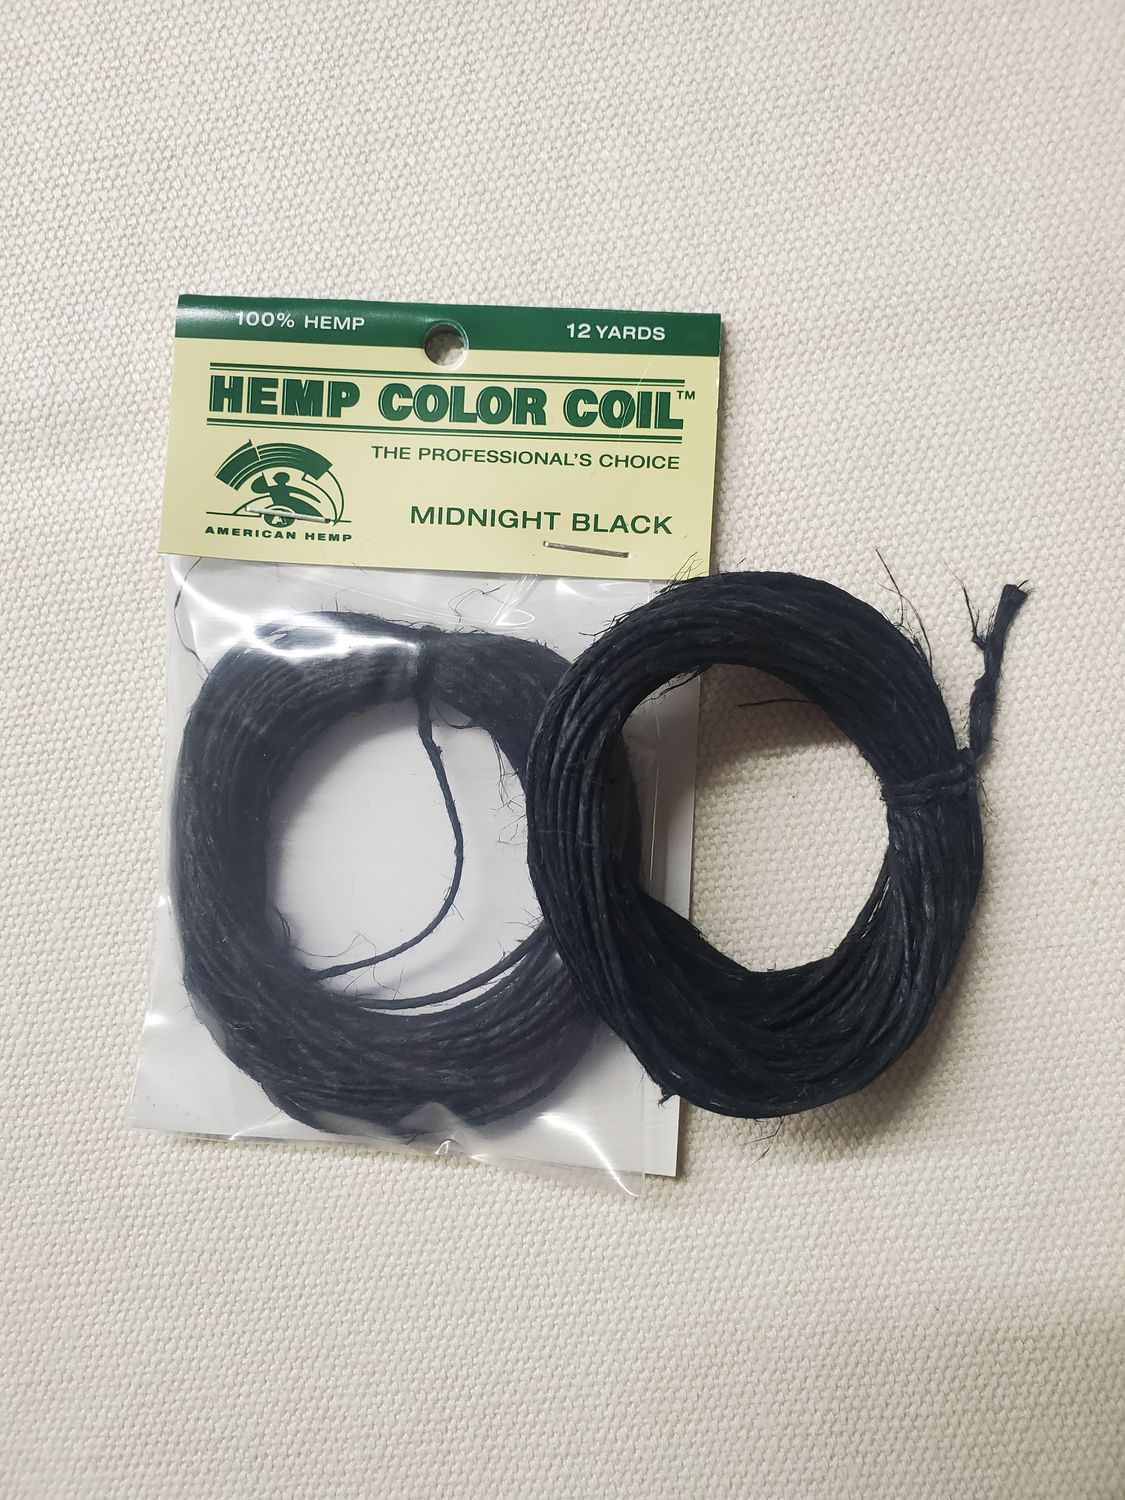 100% HEMP
12 YARDS
HEMP COLOR COIL™
THE PROFESSIONAL'S CHOICE
MIDNIGHT BLACK
A
AMERICAN HEMP